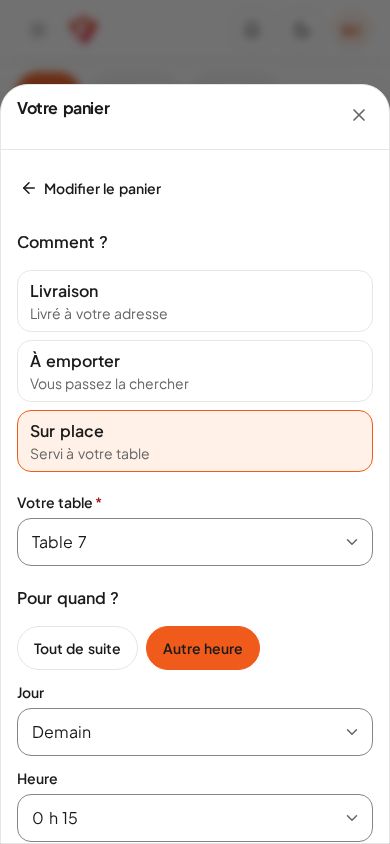 Votre panier
Modifier le panier
Comment ?
Livraison
Livré à votre adresse
À emporter
Vous passez la chercher
Sur place
Servi à votre table
Votre table *
Table 7
Pour quand ?
Tout de suite
Autre heure
Jour
Demain
Heure
0 h 15